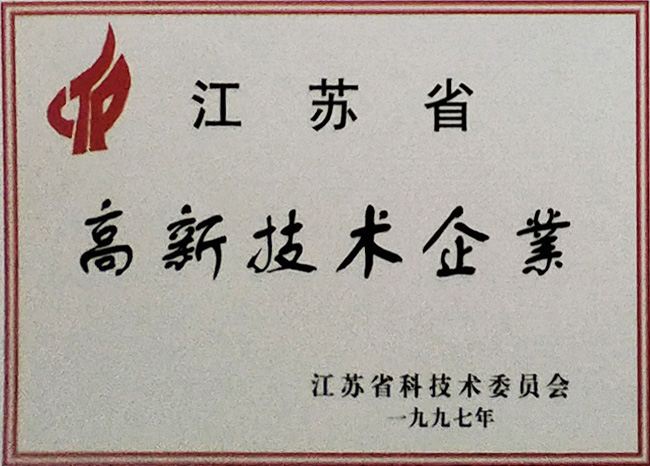 江苏省
高新技术企業
江苏省科技术委员会
一九九七年